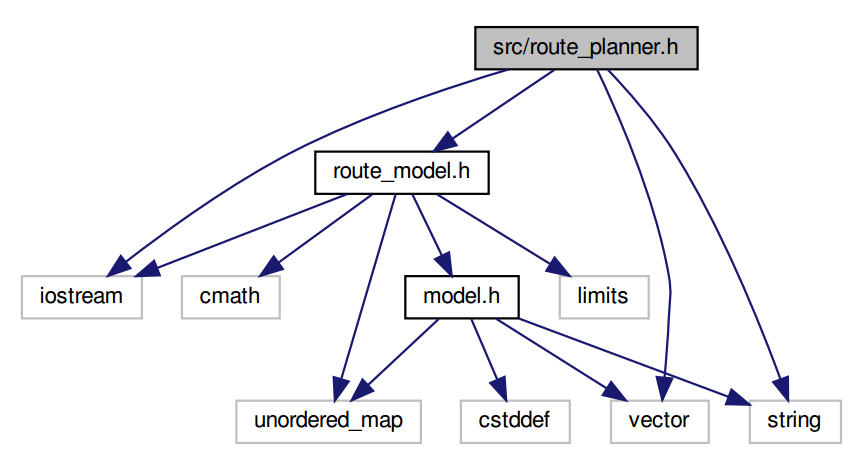 src/route_planner.h
route_model.h
iostream
cmath
model.h
limits
unordered_map
cstddef
vector
string